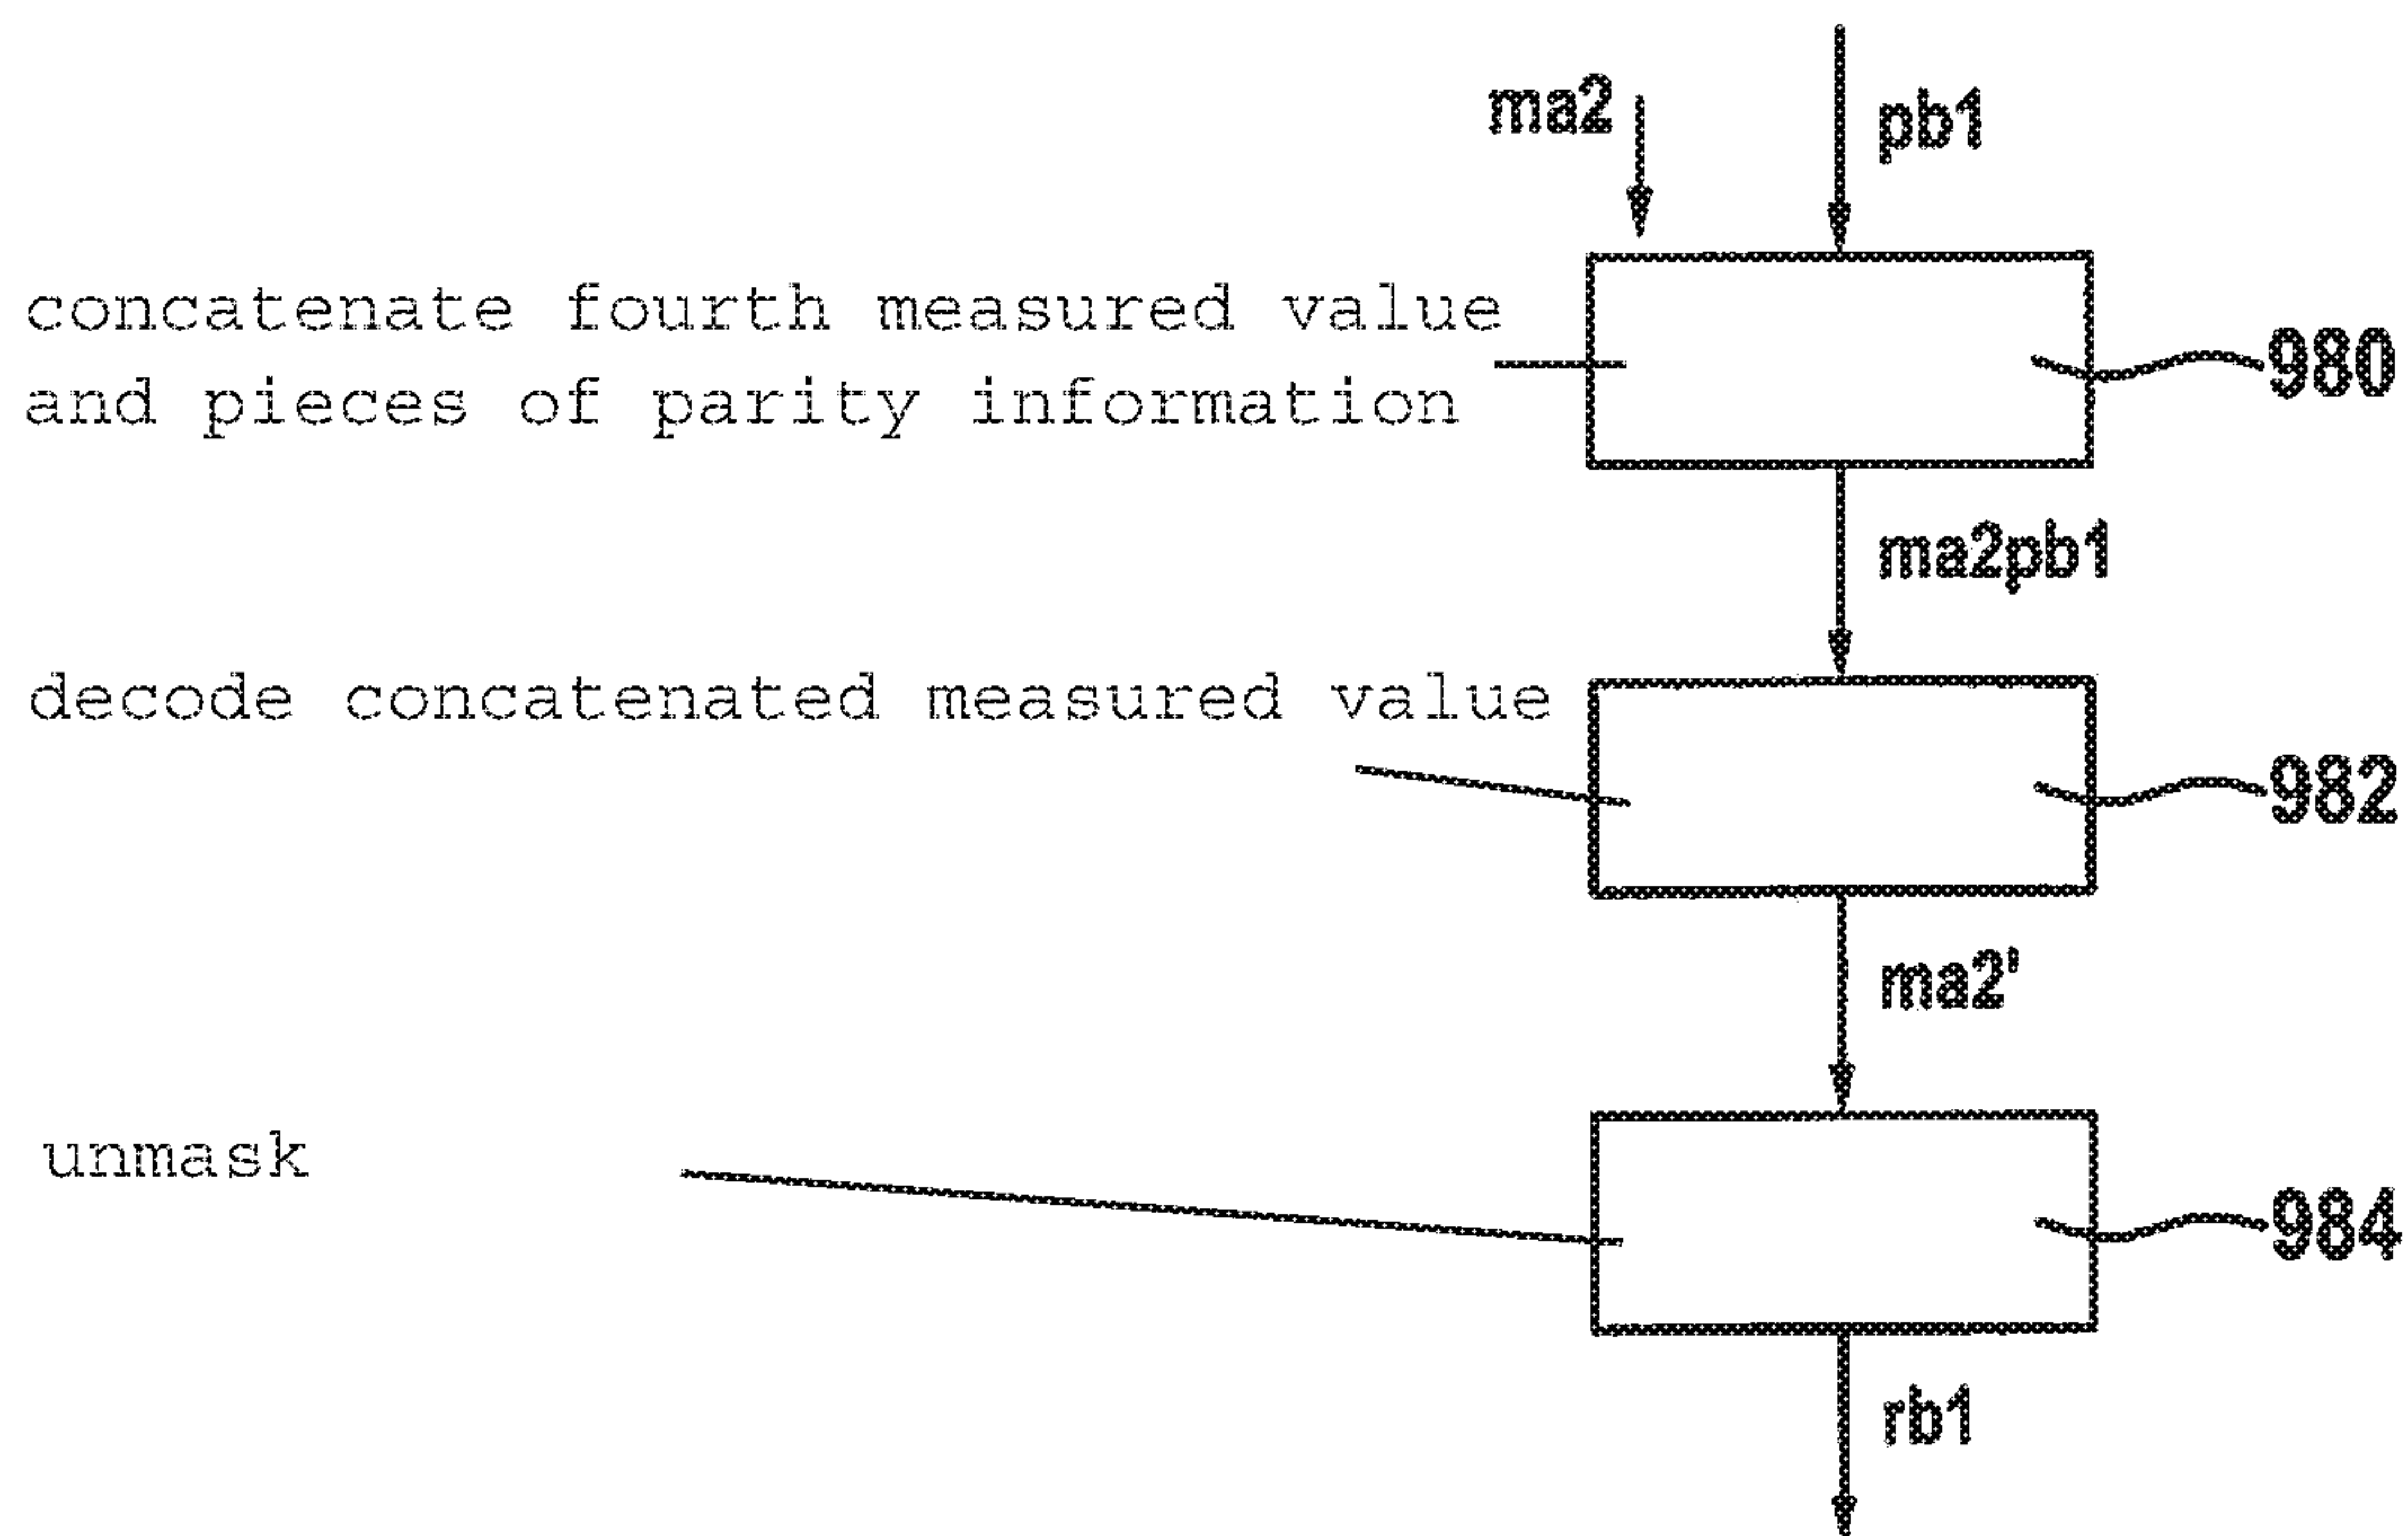 ma2
pb1
concatenate fourth measured value
and pieces of parity information
980
ma2pb1
decode concatenated measured value
982
ma2'
unmask
984
rb1